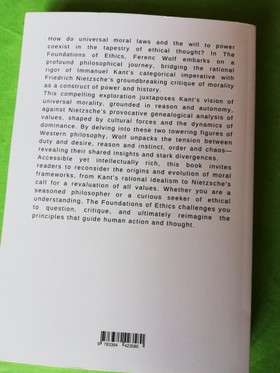 How do universal moral laws and the will to power
coexist in the tapestry of ethical thought? In The
Foundations of Ethics, Ferenc Wolf embarks on a
profound philosophical journey, bridging the rational
rigor of Immanuel Kant's categorical imperative with
Friedrich Nietzsche's groundbreaking critique of morality
as a construct of power and history.
This compelling exploration juxtaposes Kant's vision of
universal morality, grounded in reason and autonomy,
against Nietzsche's provocative genealogical analysis of
values, shaped by cultural forces and the dynamics of
dominance. By delving into these two towering figures of
Western philosophy, Wolf unpacks the tension between
duty and desire, reason and instinct, order and chaos—
revealing their shared insights and stark divergences.
Accessible yet intellectually rich, this book invites
readers to reconsider the origins and evolution of moral
frameworks, from Kant's rational idealism to Nietzsche's
call for a revaluation of all values. Whether you are a
seasoned philosopher or a curious seeker of ethical
understanding, The Foundations of Ethics challenges you
to question, critique, and ultimately reimagine the
principles that guide human action and thought.